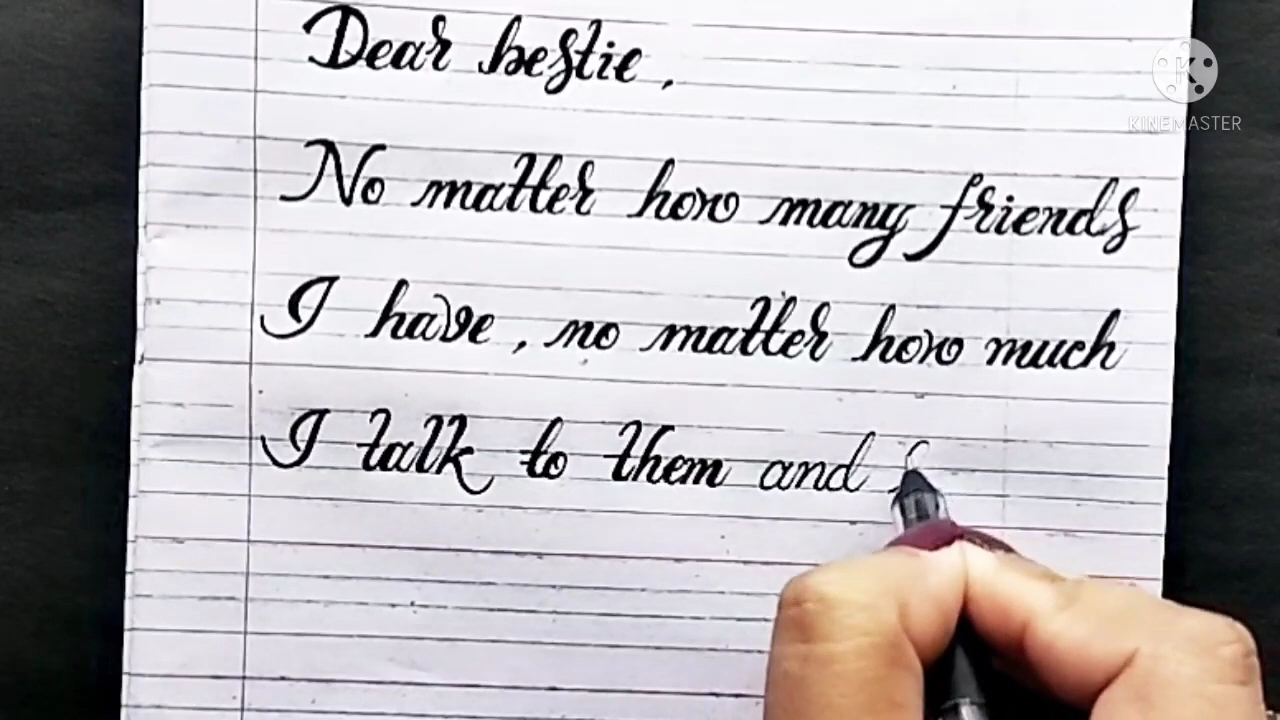 Dear bestie,
No matter how many friends
I have, no matter how much
I talk to them and
KINEMASTER